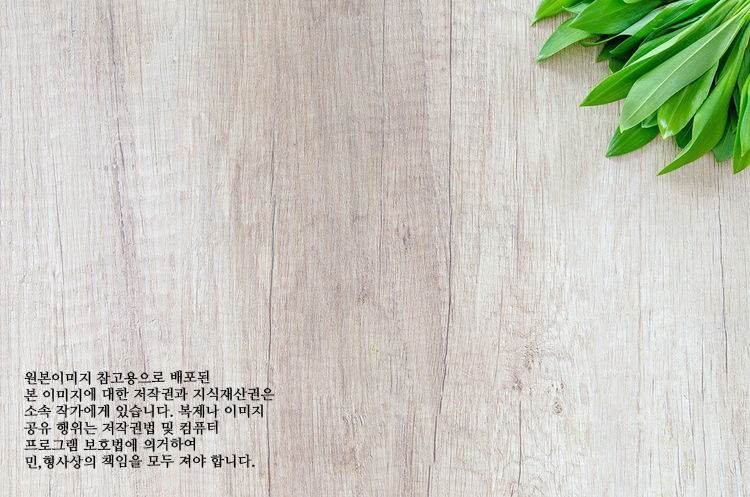 원본이미지 참고용으로 배포된
본 이미지에 대한 저작권과 지식재산권은
소속 작가에게 있습니다. 복제나 이미지
공유 행위는 저작권법 및 컴퓨터
프로그램 보호법에 의거하여
민,형사상의 책임을 모두 져야 합니다.